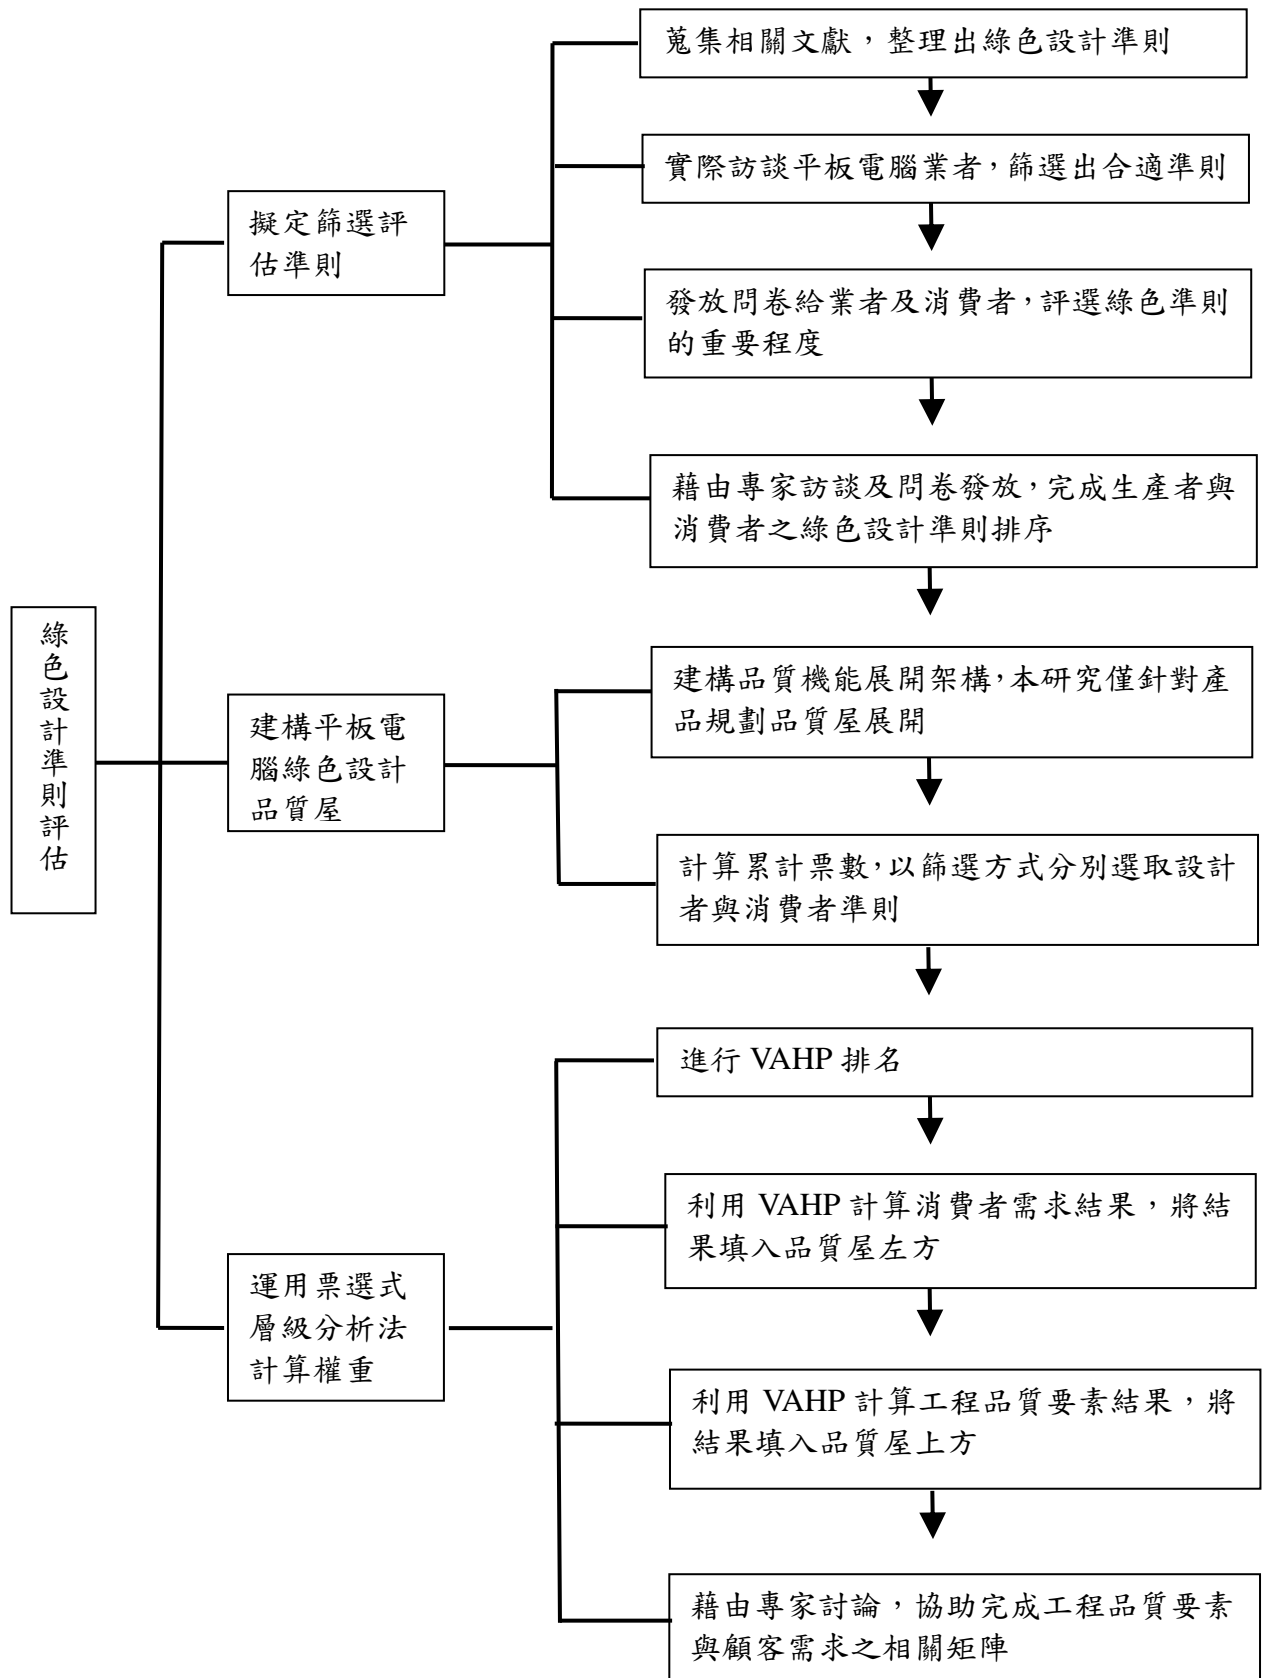 蒐集相關文獻，整理出綠色設計準則
實際訪談平板電腦業者，篩選出合適準則
擬定篩選評
估準則
發放問卷給業者及消費者，評選綠色準則
的重要程度
藉由專家訪談及問卷發放，完成生產者與
消費者之綠色設計準則排序
綠色設計準則評估
建構平板電
腦綠色設計
品質屋
建構品質機能展開架構，本研究僅針對產
品規劃品質屋展開
計算累計票數，以篩選方式分別選取設計
者與消費者準則
進行 VAHP 排名
利用 VAHP 計算消費者需求結果，將結
果填入品質屋左方
運用票選式
層級分析法
計算權重
利用 VAHP 計算工程品質要素結果，將
結果填入品質屋上方
藉由專家討論，協助完成工程品質要素
與顧客需求之相關矩陣